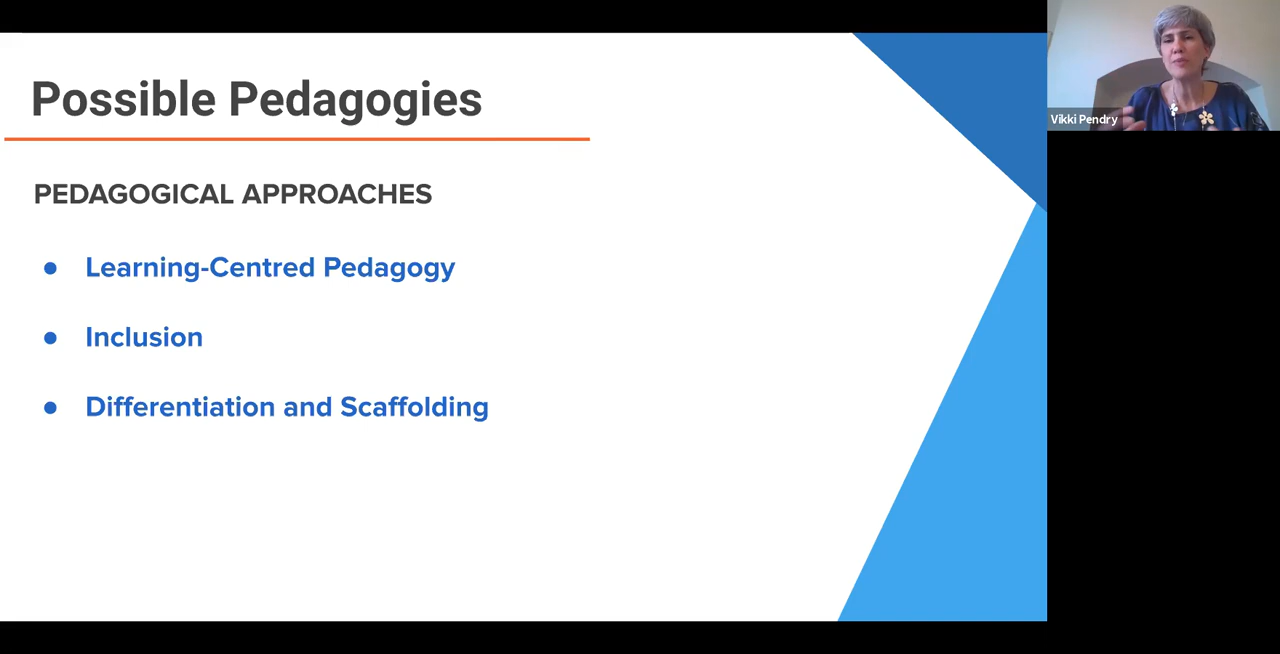 Possible Pedagogies
PEDAGOGICAL APPROACHES
● Learning-Centred Pedagogy
● Inclusion
● Differentiation and Scaffolding
Vikki Pendry